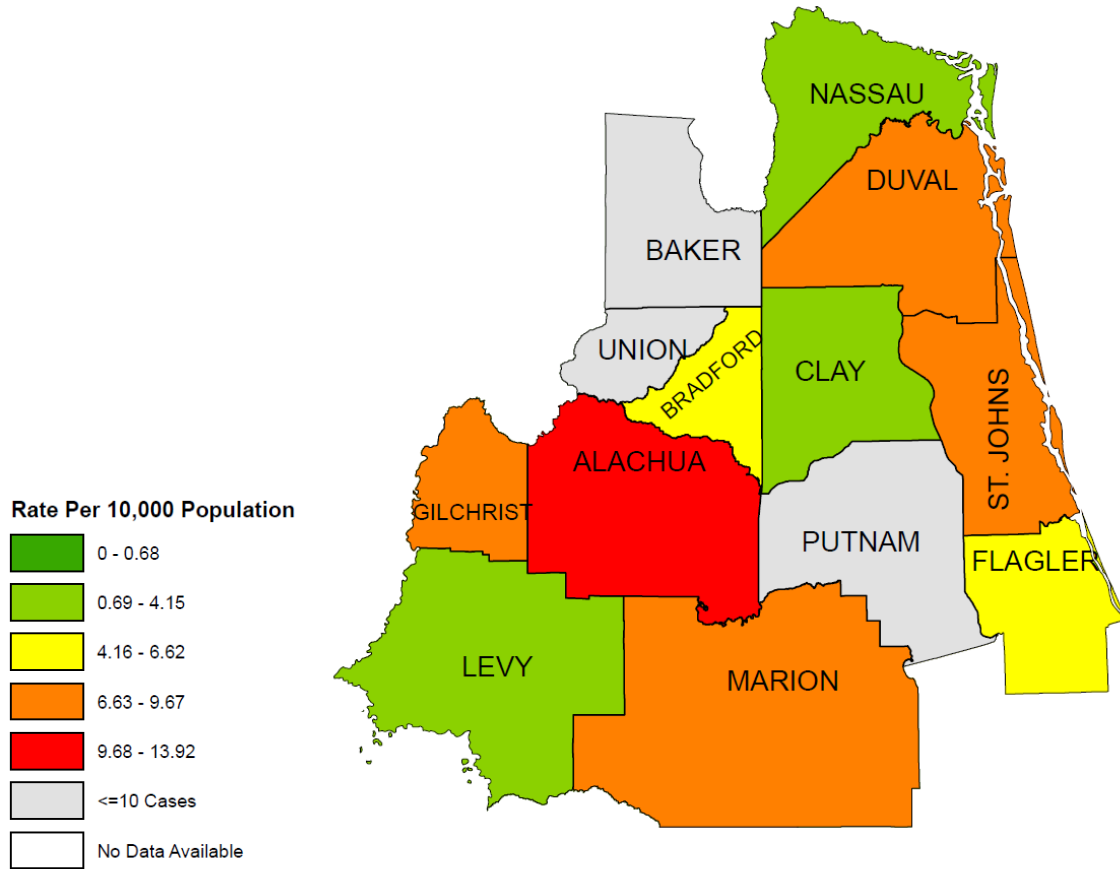 NASSAU
DUVAL
BAKER
UNION
BRADFORD
CLAY
ST. JOHNS
ALACHUA
GILCHRIST
PUTNAM
FLAGLER
LEVY
MARION
Rate Per 10,000 Population
0 - 0.68
0.69 - 4.15
4.16 - 6.62
6.63 - 9.67
9.68 - 13.92
<=10 Cases
No Data Available